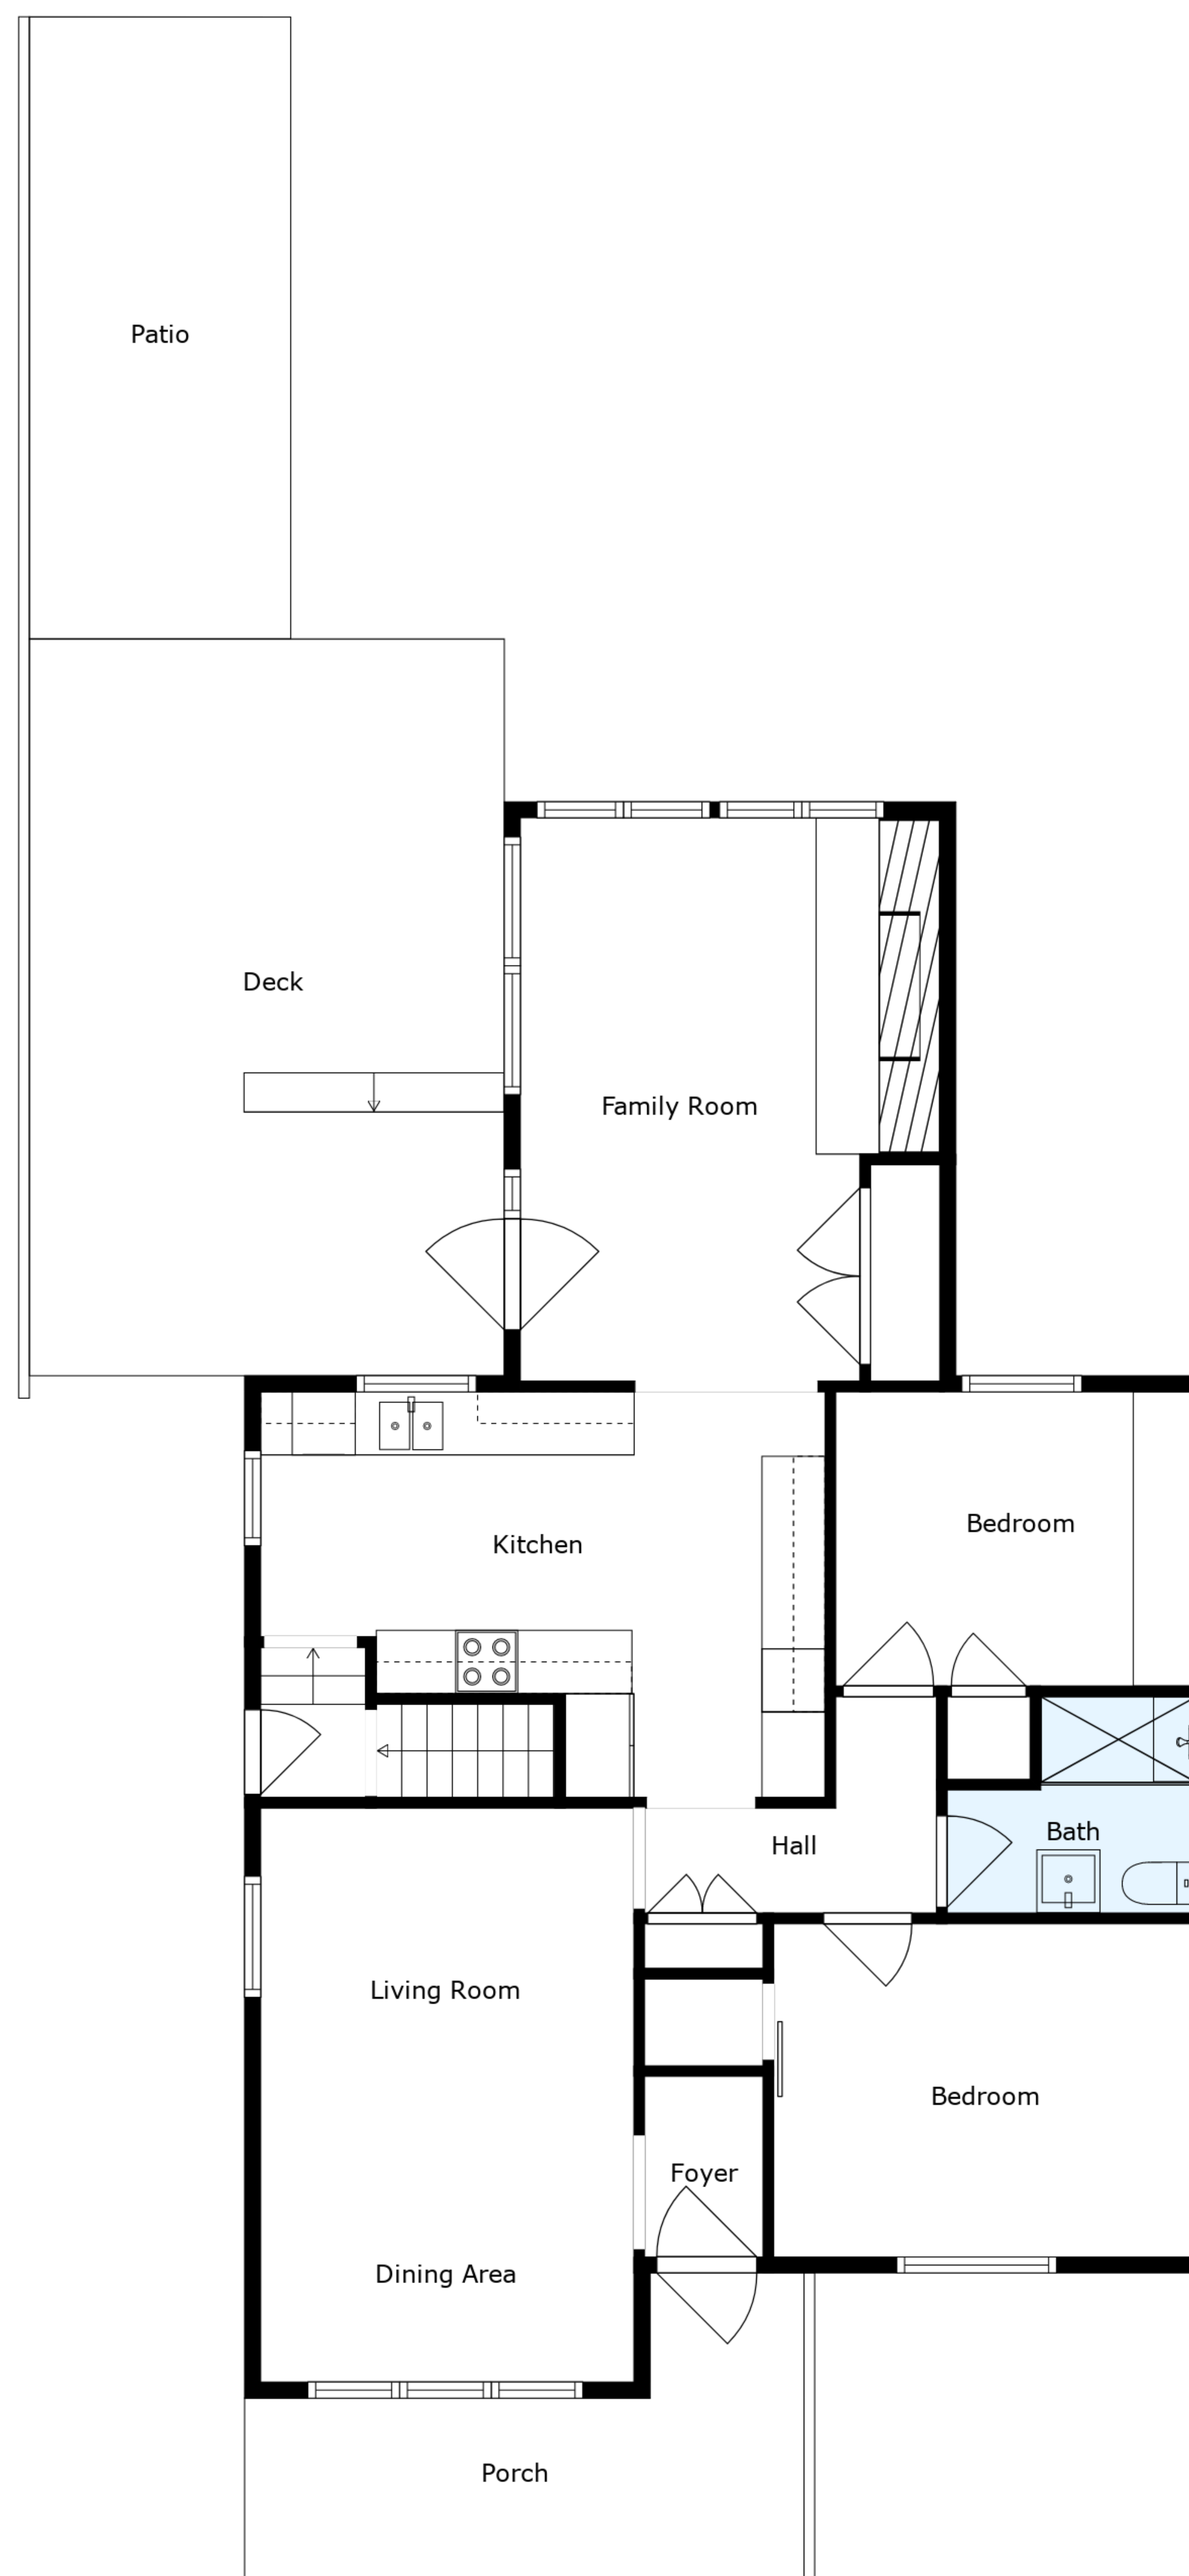 Patio
Deck
Family Room
Bedroom
Kitchen
Bath
Hall
Living Room
Bedroom
Foyer
Dining Area
Porch